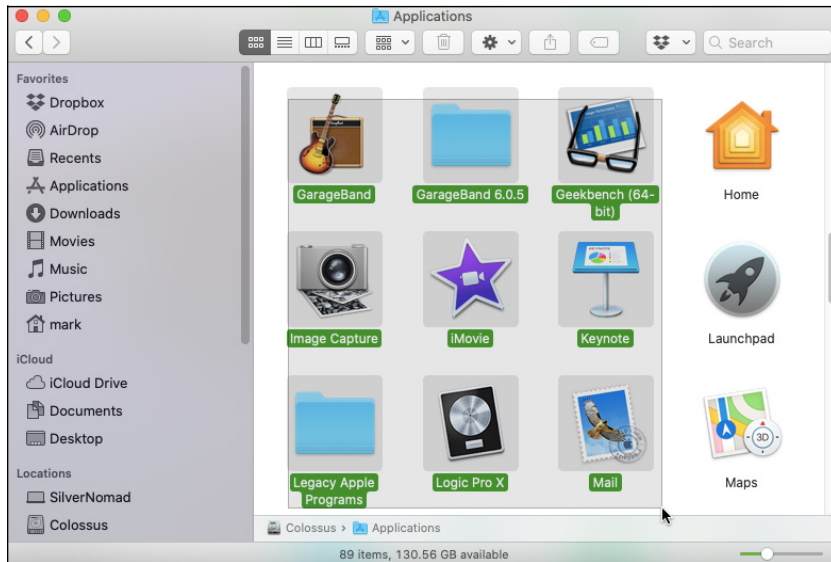 Applications
Search
Favorites
Dropbox
AirDrop
Recents
Applications
Downloads
Movies
Music
Pictures
mark
iCloud
iCloud Drive
Documents
Desktop
Locations
SilverNomad
Colossus
GarageBand
GarageBand 6.0.5
Geekbench (64-
bit)
Home
Image Capture
iMovie
Keynote
KEYNOTE
Launchpad
Legacy Apple
Programs
Logic Pro X
Mail
3D
Maps
Colossus › Applications
89 items, 130.56 GB available